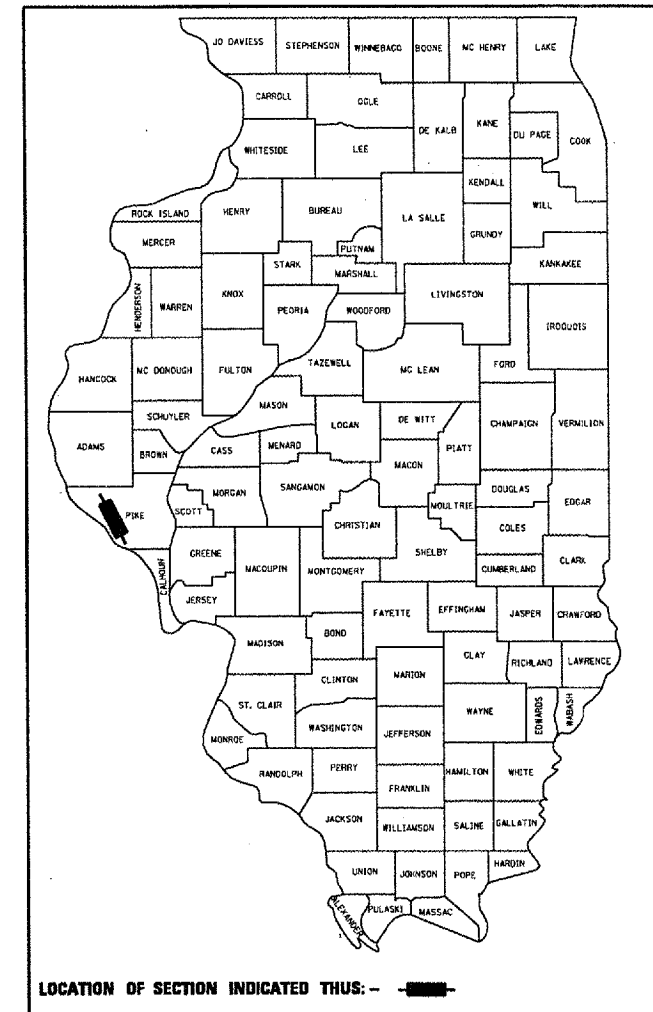 JO DAVIESS STEPHENSON WINNEBAGO BOONE MC HENRY LAKE
CARROLL OGLE DE KALB KANE DU PAGE COOK
WHITESIDE LEE
KENDALL WILL
ROCK ISLAND HENRY BUREAU LA SALLE GRUNDY
MERCER PUTNAM
STARK MARSHALL KANKAKEE
HENDERSON WARREN KNOX PEORIA WOODFORD LIVINGSTON IROQUOIS
HANCOCK MC DONOUGH FULTON TAZEWELL MC LEAN FORD
SCHUYLER MASON
ADAMS BROWN CASS MENARD LOGAN DE WITT PIATT CHAMPAIGN VERMILION
MACON
PIKE SCOTT MORGAN SANGAMON CHRISTIAN MOULTRIE DOUGLAS EDGAR
COLES
CALHOUN GREENE MACOUPIN MONTGOMERY SHELBY CUMBERLAND CLARK
JERSEY FAYETTE EFFINGHAM JASPER CRAWFORD
MADISON BOND
CLAY RICHLAND LAWRENCE
CLINTON MARION
ST. CLAIR WAYNE EDWARDS WABASH
WASHINGTON JEFFERSON
MONROE
RANDOLPH PERRY HAMILTON WHITE
FRANKLIN
JACKSON WILLIAMSON SALINE GALLATIN
UNION JOHNSON POPE HARDIN
ALEXANDER PULASKI MASSAC
LOCATION OF SECTION INDICATED THUS: -